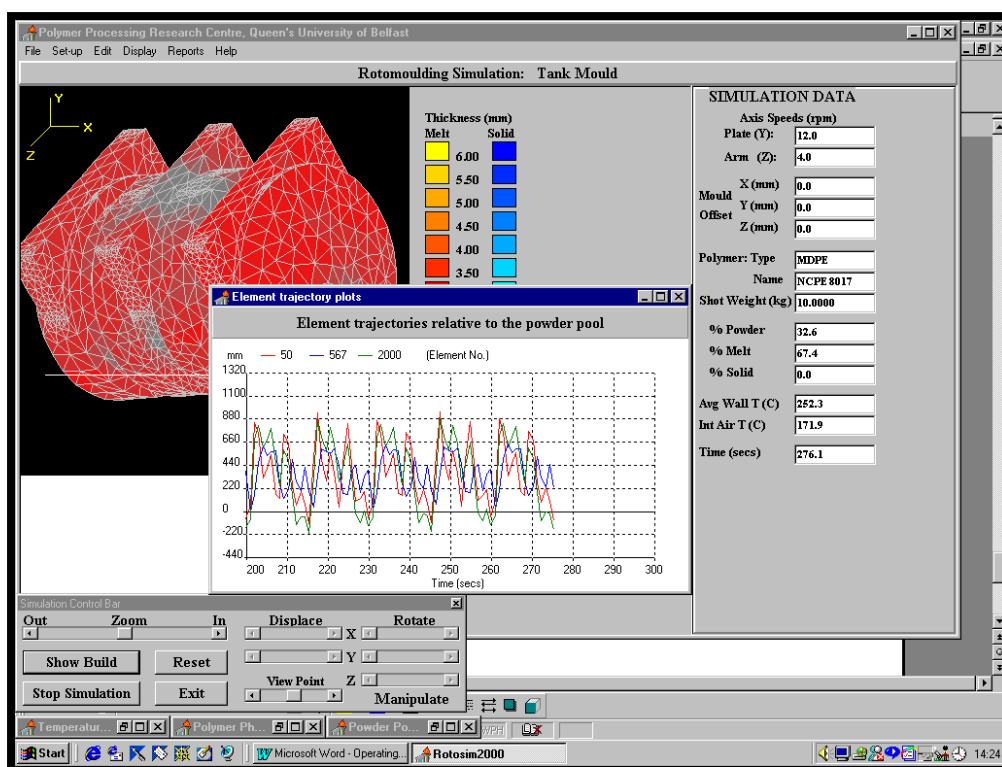 Polymer Processing Research Centre, Queen's University of Belfast
File Set-up Edit Display Reports Help
Rotomoulding Simulation: Tank Mould
Y
X
Z
Thickness (mm)
Melt Solid
6.00
5.50
5.00
4.50
4.00
3.50
SIMULATION DATA
Axis Speeds (rpm)
Plate (Y): 12.0
Arm (Z): 4.0
Mould Offset
X (mm) 0.0
Y (mm) 0.0
Z (mm) 0.0
Polymer: Type MDPE
Name NCPE 8017
Shot Weight (kg) 10.0000
% Powder 32.6
% Melt 67.4
% Solid 0.0
Avg Wall T (C) 252.3
Int Air T (C) 171.9
Time (secs) 276.1
Element trajectory plots
Element trajectories relative to the powder pool
mm 50 567 2000 (Element No.)
1320
1100
880
660
440
220
0
-220
-440
200 210 220 230 240 250 260 270 280 290 300
Time (secs)
Simulation Control Bar
Out Zoom In Displace Rotate
X
Show Build Reset
Y
View Point Z
Stop Simulation Exit Manipulate
Temperatur... Polymer Ph... Powder Po...
Start Microsoft Word - Operating... Rotosim2000 14:24